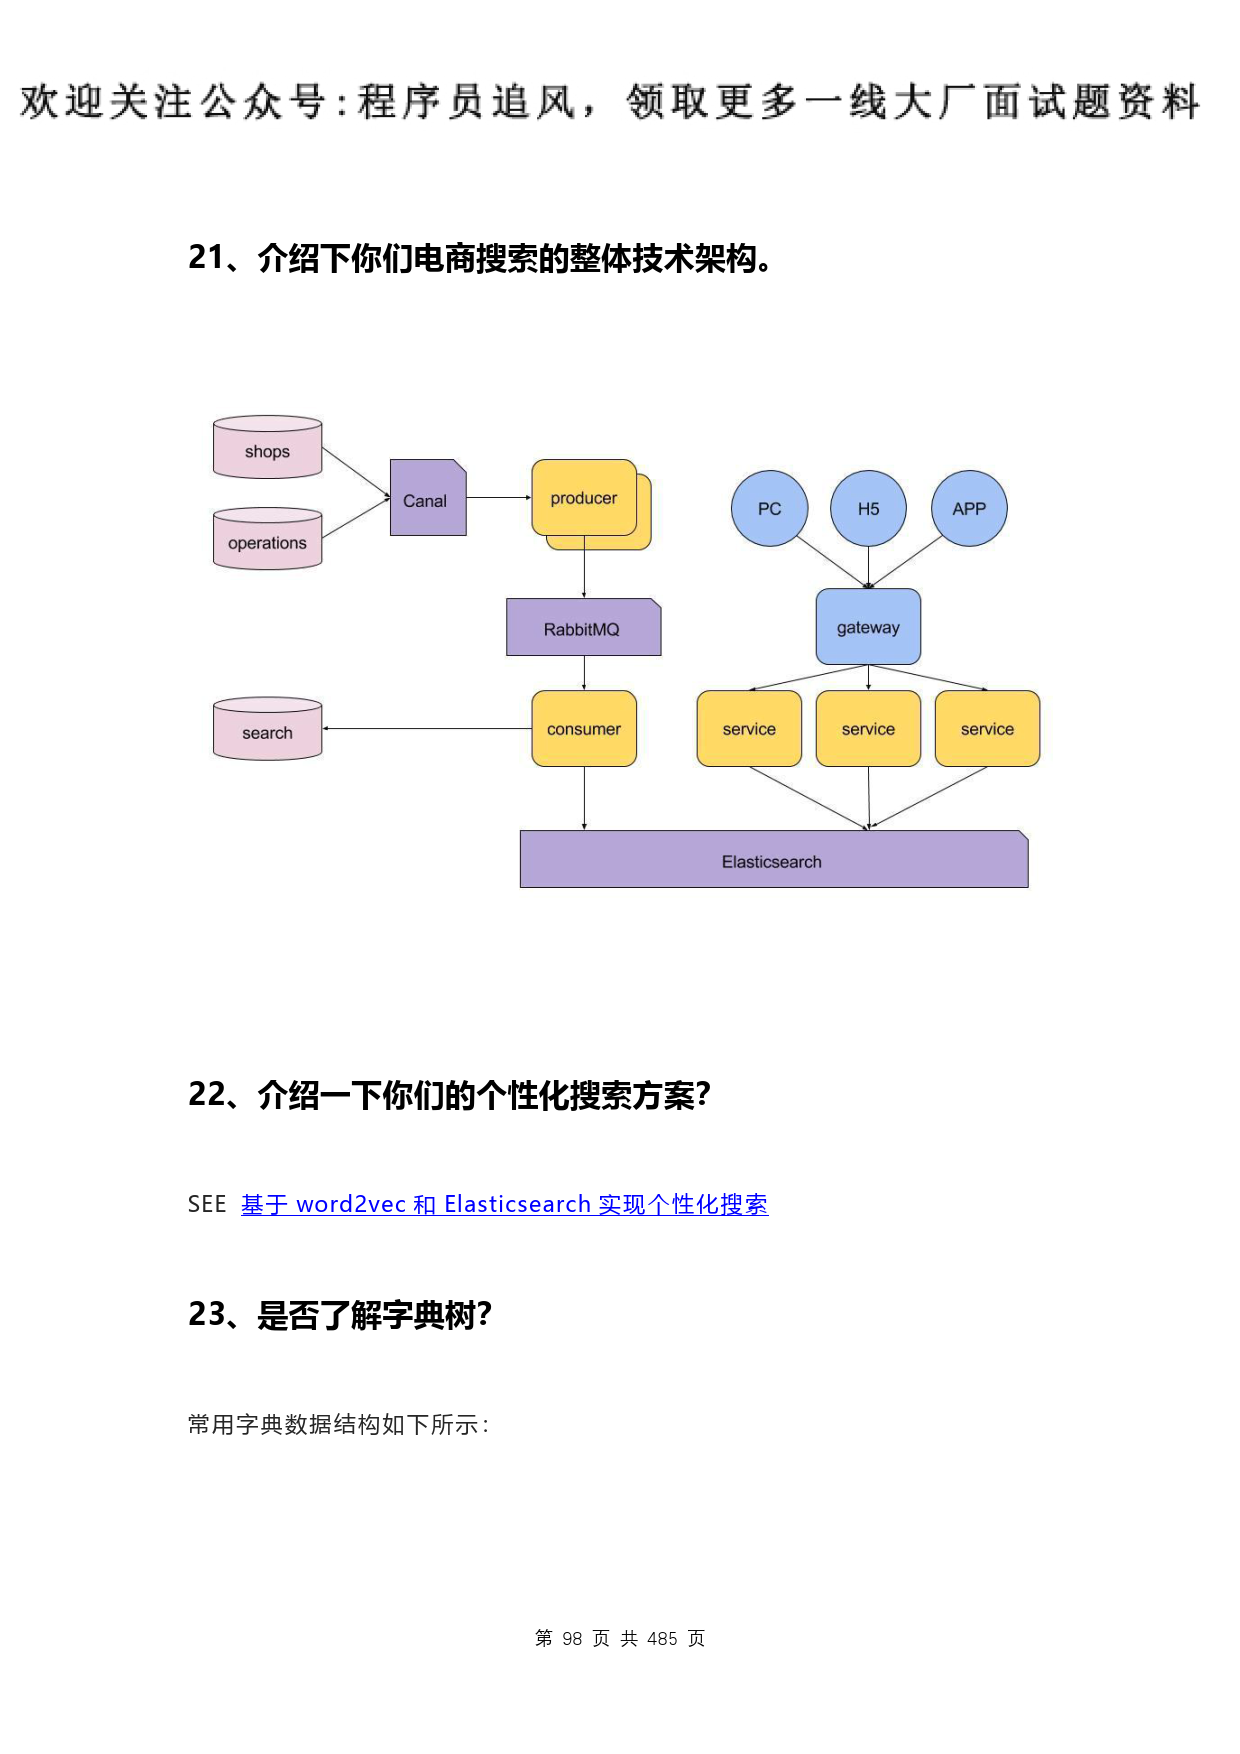 欢迎关注公众号:程序员追风，领取更多一线大厂面试题资料
21、介绍下你们电商搜索的整体技术架构。
shops
operations
Canal
producer
RabbitMQ
consumer
search
PC
H5
APP
gateway
service
service
service
Elasticsearch
22、介绍一下你们的个性化搜索方案？
SEE 基于 word2vec 和 Elasticsearch 实现个性化搜索
23、是否了解字典树？
常用字典数据结构如下所示：
第 98 页 共 485 页